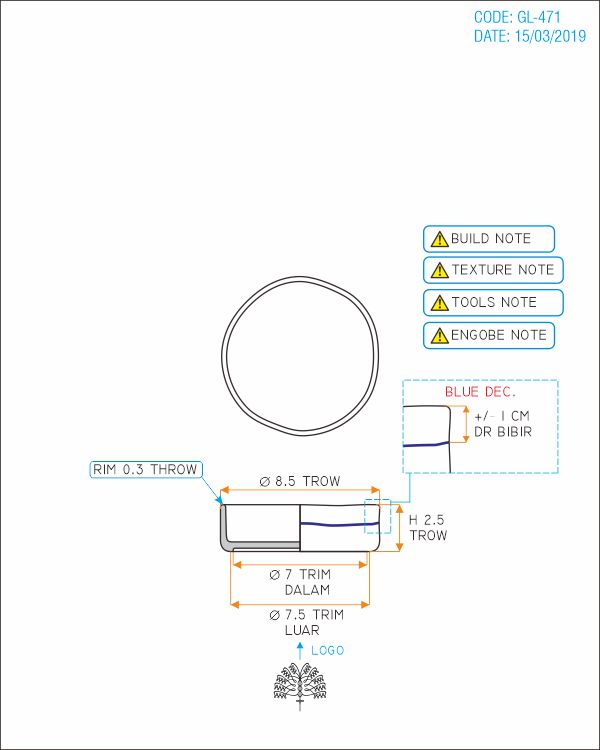 CODE: GL-471
DATE: 15/03/2019
BUILD NOTE
TEXTURE NOTE
TOOLS NOTE
ENGOBE NOTE
BLUE DEC.
+/- 1 CM
DR BIBIR
RIM 0.3 THROW
Ø 8.5 TROW
H 2.5
TROW
Ø 7 TRIM
DALAM
Ø 7.5 TRIM
LUAR
LOGO